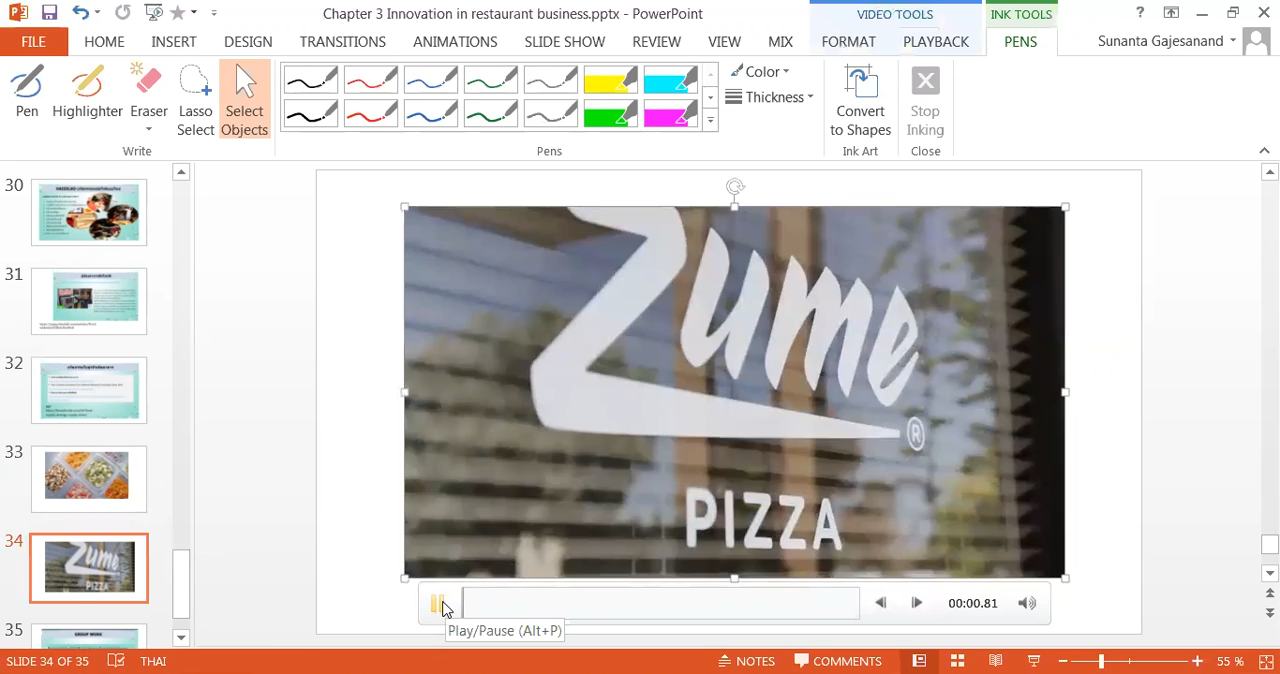 Chapter 3 Innovation in restaurant business.pptx - PowerPoint
VIDEO TOOLS
INK TOOLS
FILE
HOME
INSERT
DESIGN
TRANSITIONS
ANIMATIONS
SLIDE SHOW
REVIEW
VIEW
MIX
FORMAT
PLAYBACK
PENS
Sunanta Gajesanand
Pen
Highlighter
Eraser
Lasso
Select
Select
Objects
Color
Thickness
Convert
to Shapes
Stop
Inking
Write
Pens
Ink Art
Close
30
31
32
33
34
35
Zume®
PIZZA
00:00.81
Play/Pause (Alt+P)
GROUP WORK
SLIDE 34 OF 35
THAI
NOTES
COMMENTS
55 %